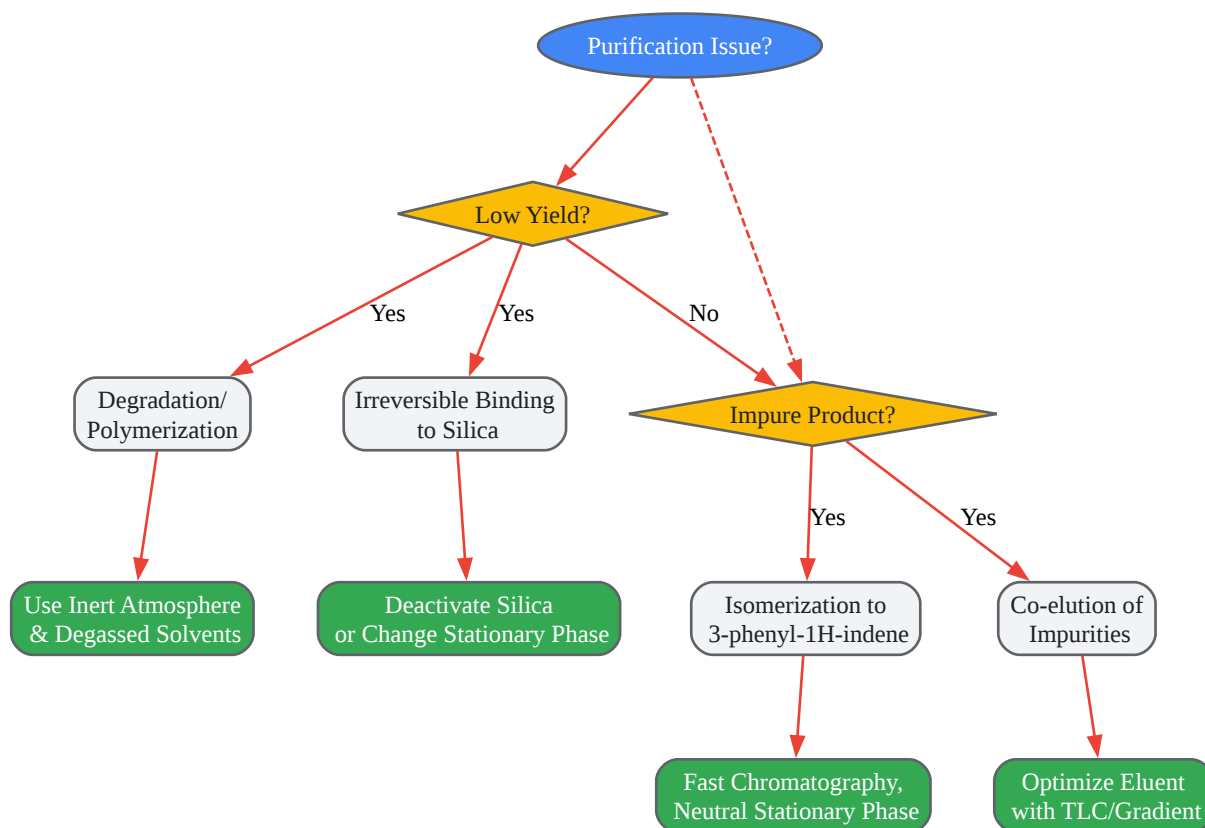 Purification Issue?
Low Yield?
Yes
Yes
No
Degradation/
Polymerization
Irreversible Binding
to Silica
Impure Product?
Yes
Yes
Use Inert Atmosphere
& Degassed Solvents
Deactivate Silica
or Change Stationary Phase
Isomerization to
3-phenyl-1H-indene
Co-elution of
Impurities
Fast Chromatography,
Neutral Stationary Phase
Optimize Eluent
with TLC/Gradient